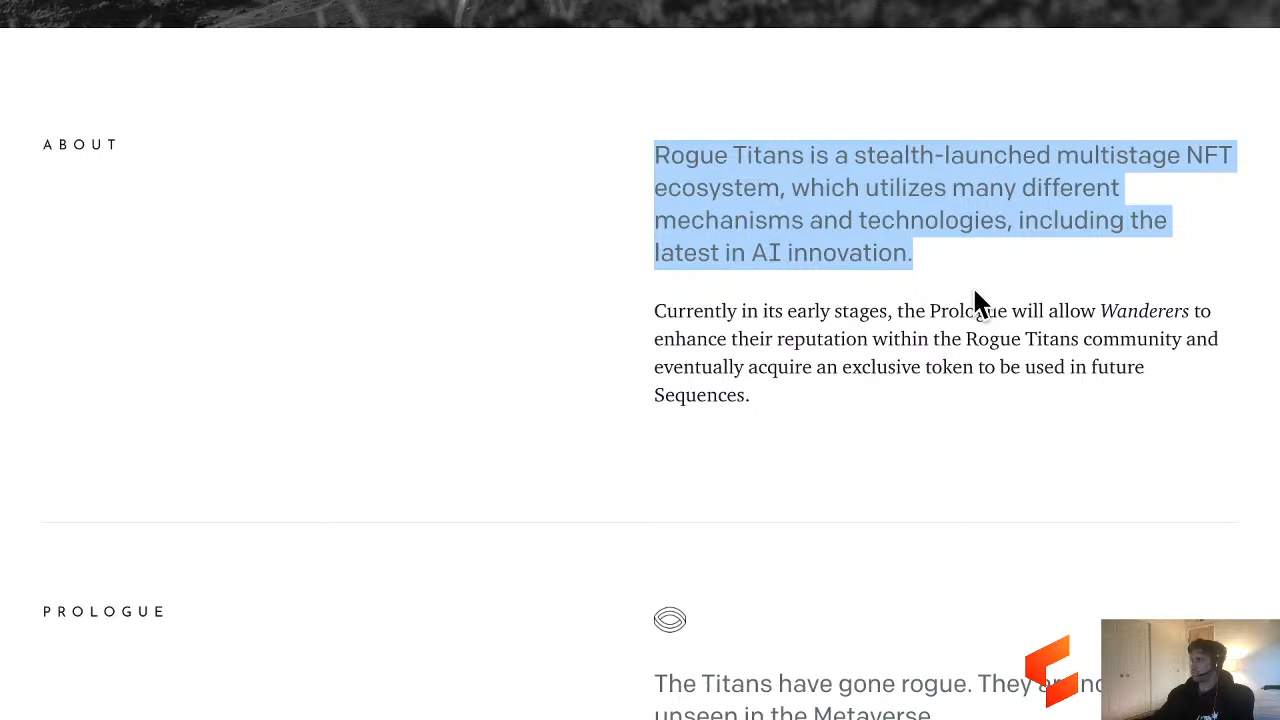 ABOUT
Rogue Titans is a stealth-launched multistage NFT
ecosystem, which utilizes many different
mechanisms and technologies, including the
latest in AI innovation.
Currently in its early stages, the Prologue will allow Wanderers to
enhance their reputation within the Rogue Titans community and
eventually acquire an exclusive token to be used in future
Sequences.
PROLOGUE
The Titans have gone rogue. They
unseen in the Metaverse